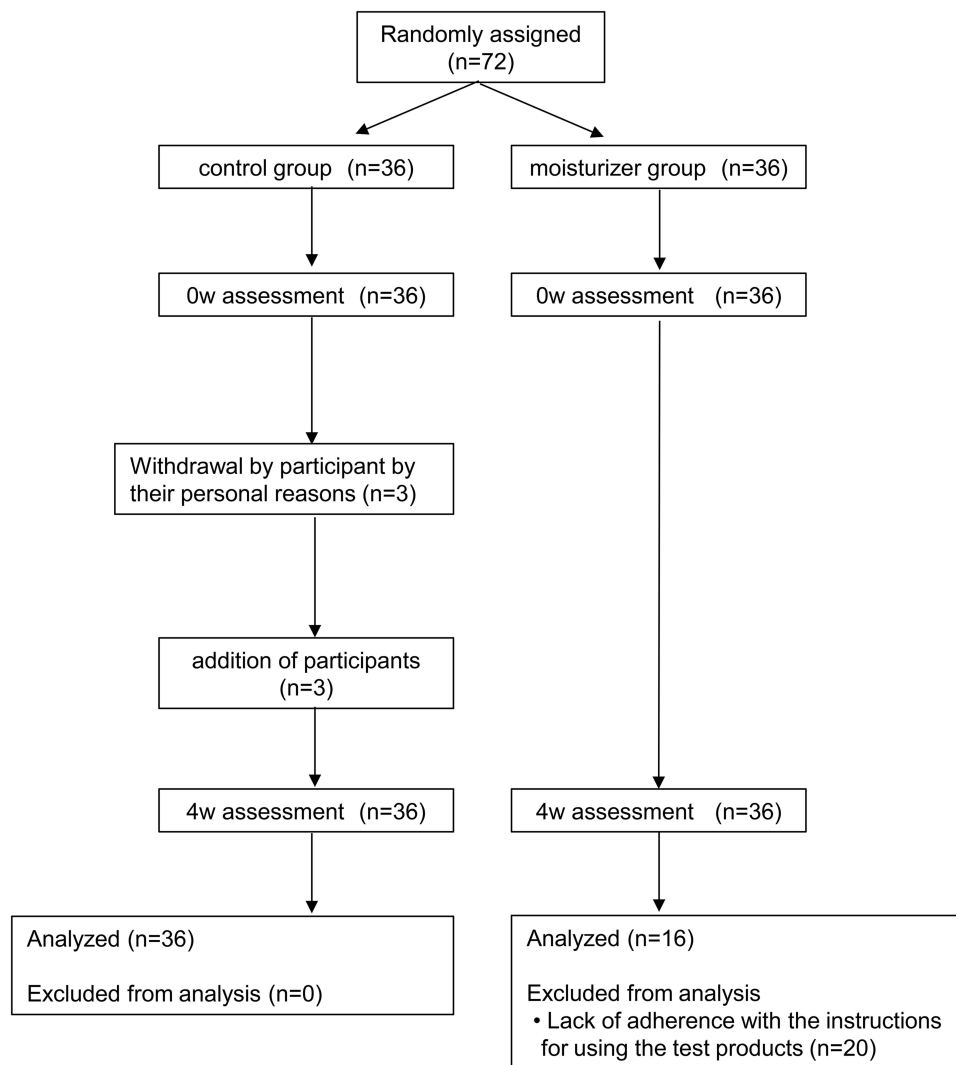 Randomly assigned
(n=72)
control group (n=36)
moisturizer group (n=36)
0w assessment (n=36)
0w assessment (n=36)
Withdrawal by participant by
their personal reasons (n=3)
addition of participants
(n=3)
4w assessment (n=36)
4w assessment (n=36)
Analyzed (n=36)
Excluded from analysis (n=0)
Analyzed (n=16)
Excluded from analysis
• Lack of adherence with the instructions
for using the test products (n=20)